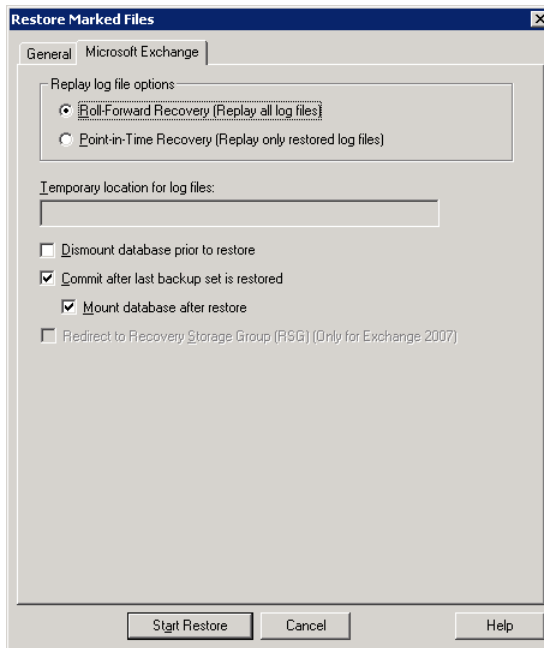 Restore Marked Files
General
Microsoft Exchange
Replay log file options
Roll-Forward Recovery (Replay all log files)
Point-in-Time Recovery (Replay only restored log files)
Temporary location for log files:
Dismount database prior to restore
Commit after last backup set is restored
Mount database after restore
Redirect to Recovery Storage Group (RSG) (Only for Exchange 2007)
Start Restore
Cancel
Help